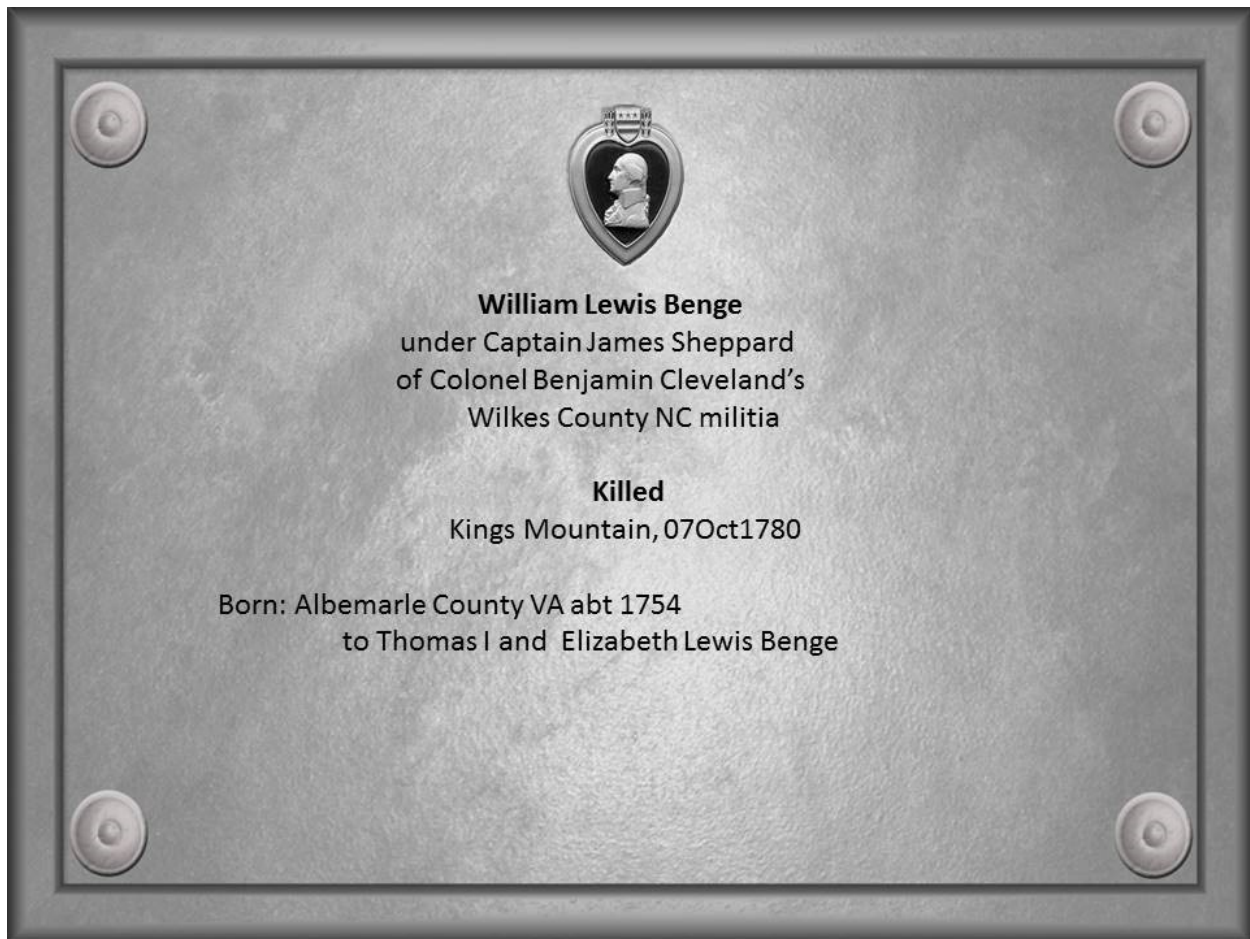 William Lewis Benge
under Captain James Sheppard
of Colonel Benjamin Cleveland’s
Wilkes County NC militia
Killed
Kings Mountain, 07Oct1780
Born: Albemarle County VA abt 1754
to Thomas I and Elizabeth Lewis Benge